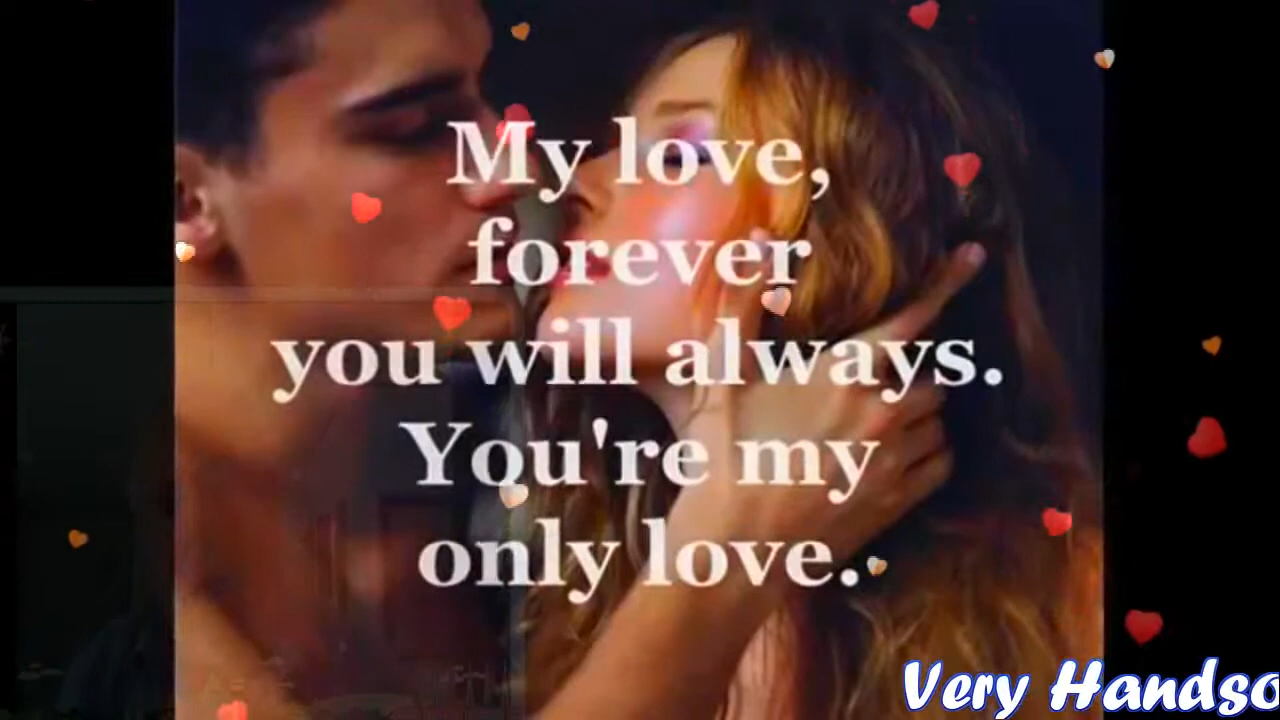 My love,
forever
you will always.
You're my
only love.
Very Handso